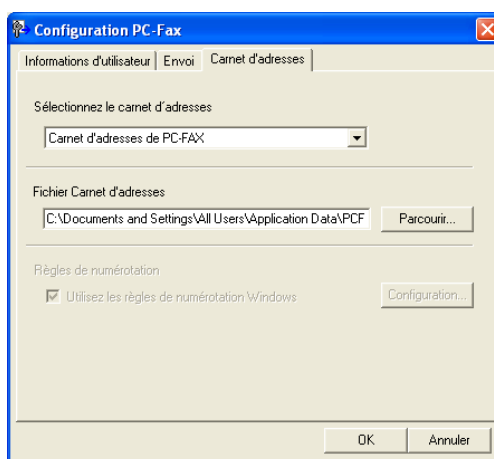 Configuration PC-Fax
Informations d'utilisateur Envoi Carnet d'adresses
Sélectionnez le carnet d´adresses
Carnet d'adresses de PC-FAX
Fichier Carnet d'adresses
C:\Documents and Settings\All Users\Application Data\PCF Parcourir...
Règles de numérotation
Utilisez les règles de numérotation Windows Configuration...
OK Annuler